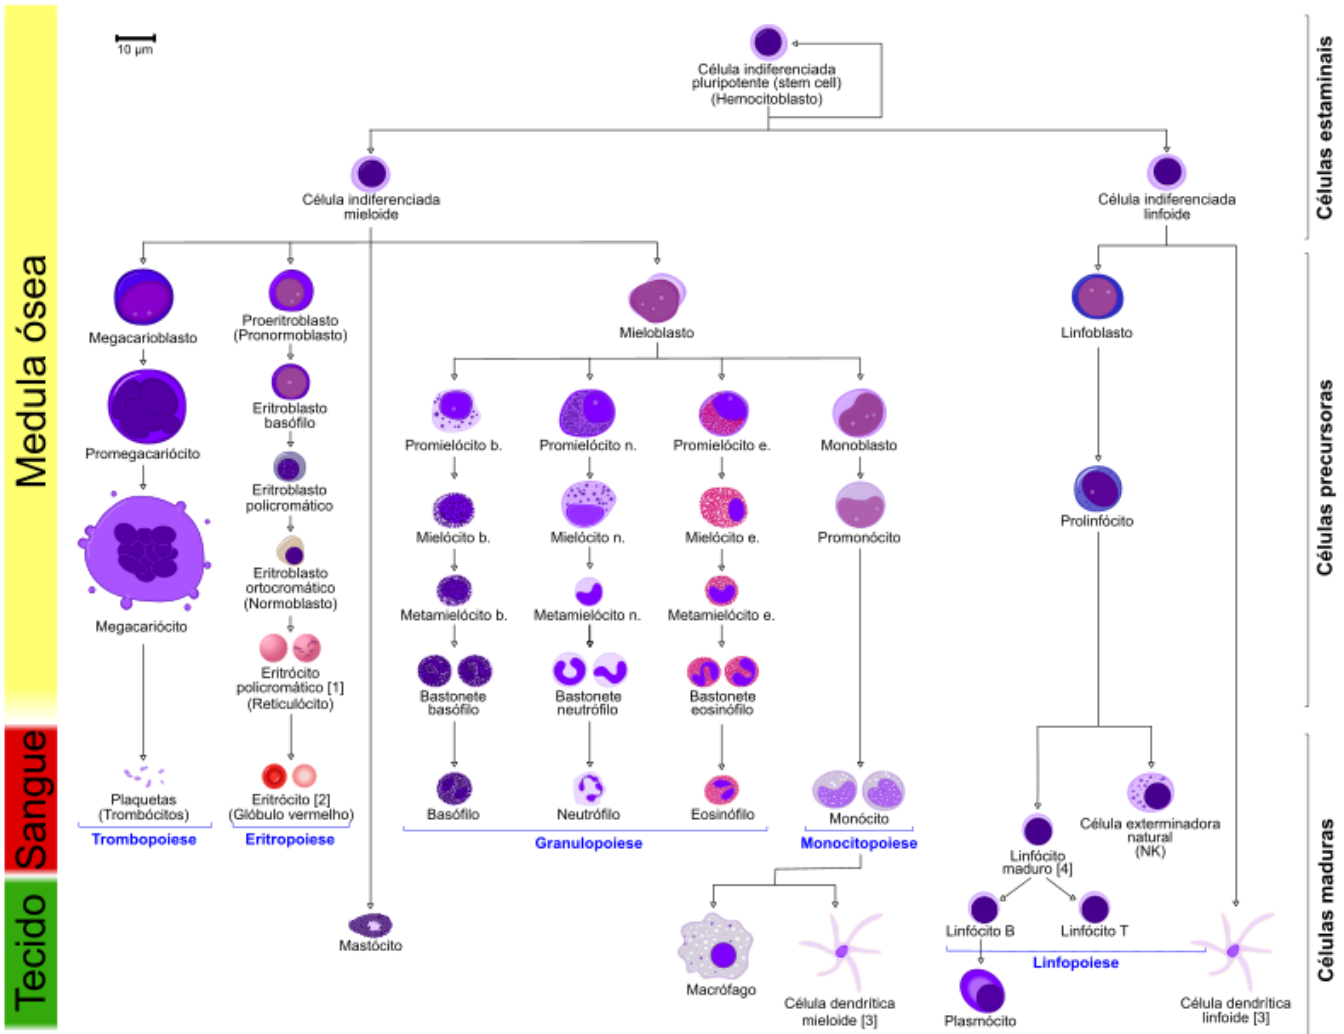 10 µm
Célula indiferenciada
pluripotente (stem cell)
(Hemocitoblasto)
Célula indiferenciada
mieloide
Célula indiferenciada
linfoide
Células estaminais
Medula ósea
Megacarioblasto
Proeritroblasto
(Pronormoblasto)
Mieloblasto
Linfoblasto
Eritroblasto
basófilo
Promegacariócito
Promielócito b.
Promielócito n.
Promielócito e.
Monoblasto
Células precursoras
Eritroblasto
policromático
Mielócito b.
Mielócito n.
Mielócito e.
Promonócito
Prolinfócito
Eritroblasto
ortocromático
(Normoblasto)
Megacariócito
Metamielócito b.
Metamielócito n.
Metamielócito e.
Eritrócito
policromático [1]
(Reticulócito)
Bastonete
basófilo
Bastonete
neutrófilo
Bastonete
eosinófilo
Sangue
Plaquetas
(Trombócitos)
Eritrócito [2]
(Glóbulo vermelho)
Basófilo
Neutrófilo
Eosinófilo
Monócito
Célula exterminadora
natural
(NK)
Trombopoiese
Eritropoiese
Granulopoiese
Monocitopoiese
Linfócito
maduro [4]
Células maduras
Tecido
Mastócito
Linfócito B
Linfócito T
Linfopoiese
Macrófago
Célula dendrítica
mieloide [3]
Plasmócito
Célula dendrítica
linfoide [3]